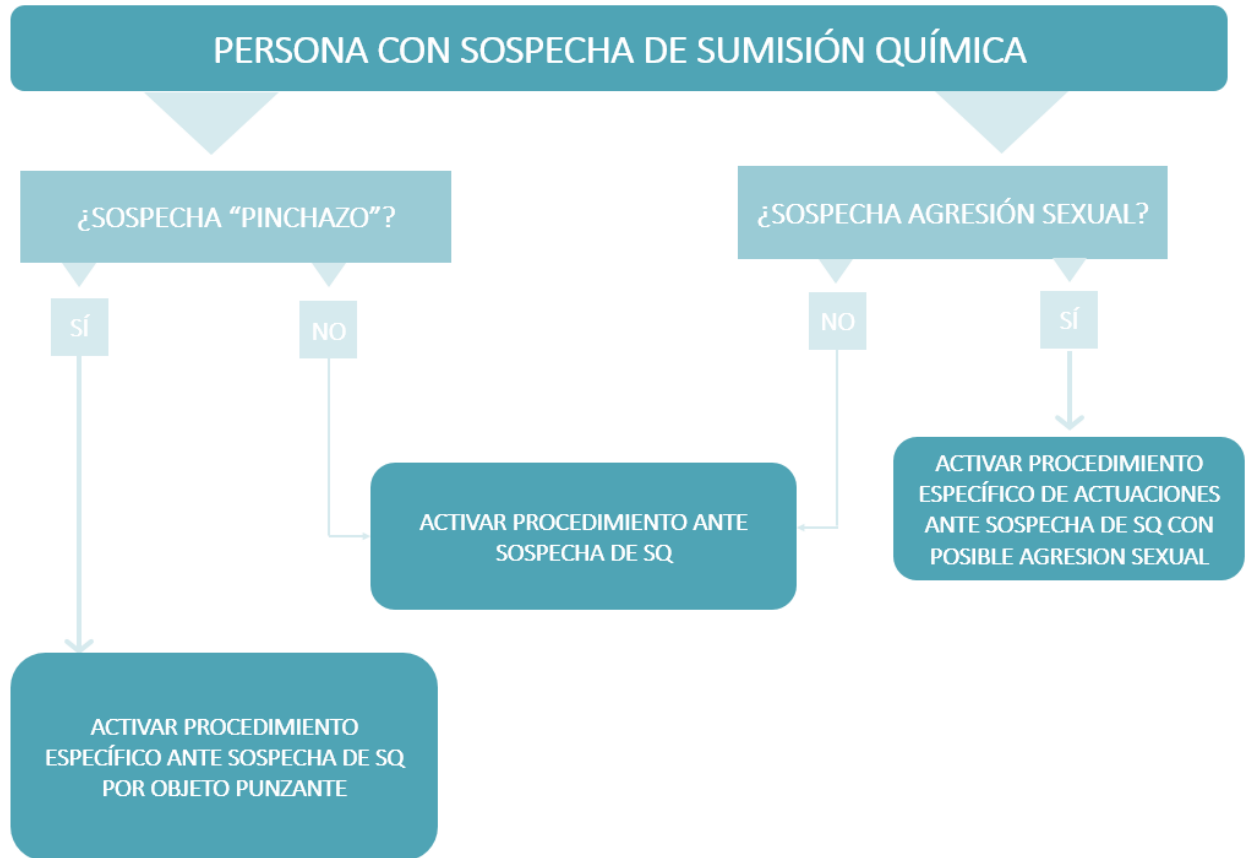 PERSONA CON SOSPECHA DE SUMISIÓN QUÍMICA
¿SOSPECHA “PINCHAZO”?
¿SOSPECHA AGRESIÓN SEXUAL?
SÍ
NO
NO
SÍ
ACTIVAR PROCEDIMIENTO ANTE
SOSPECHA DE SQ
ACTIVAR PROCEDIMIENTO
ESPECÍFICO DE ACTUACIONES
ANTE SOSPECHA DE SQ CON
POSIBLE AGRESION SEXUAL
ACTIVAR PROCEDIMIENTO
ESPECÍFICO ANTE SOSPECHA DE SQ
POR OBJETO PUNZANTE